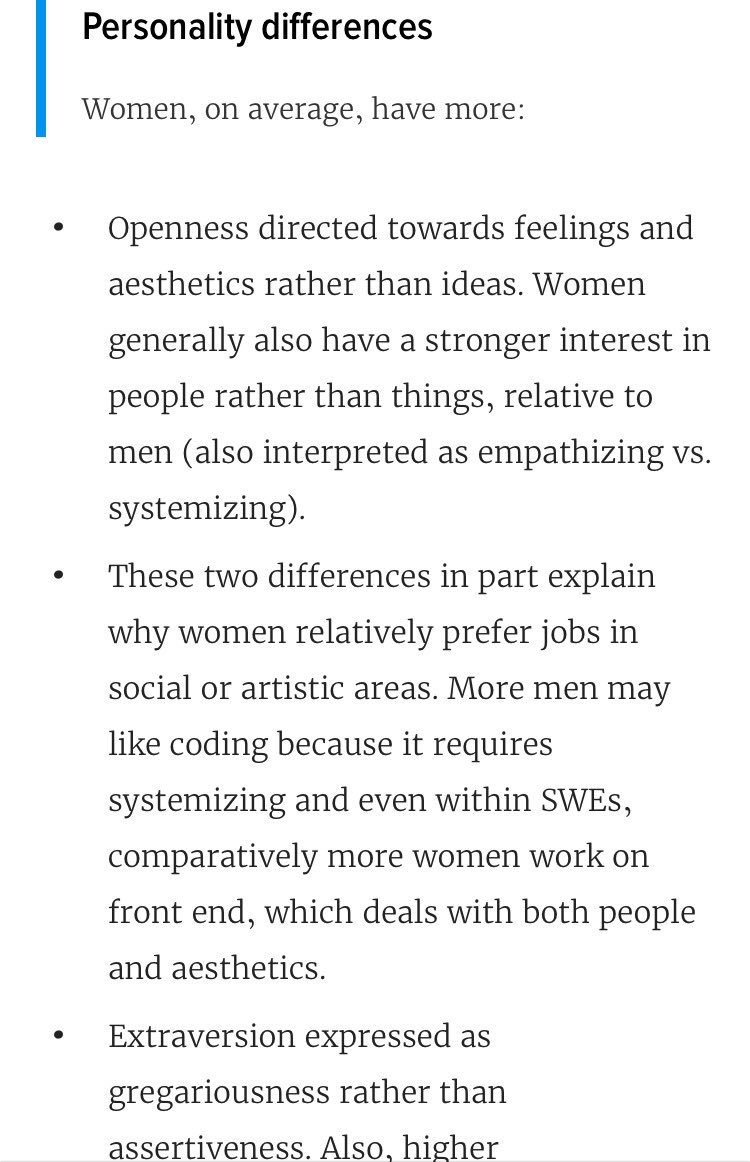 Personality differences
Women, on average, have more:
• Openness directed towards feelings and
aesthetics rather than ideas. Women
generally also have a stronger interest in
people rather than things, relative to
men (also interpreted as empathizing vs.
systemizing).
• These two differences in part explain
why women relatively prefer jobs in
social or artistic areas. More men may
like coding because it requires
systemizing and even within SWEs,
comparatively more women work on
front end, which deals with both people
and aesthetics.
• Extraversion expressed as
gregariousness rather than
assertiveness. Also, higher